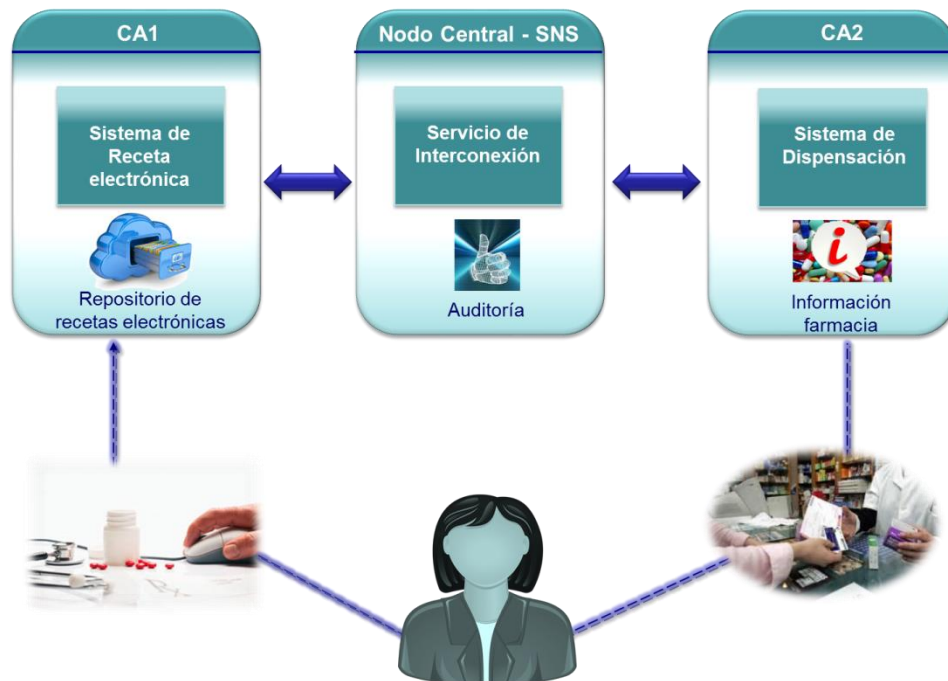 CA1
Sistema de
Receta
electrónica
Repositorio de
recetas electrónicas
Nodo Central - SNS
Servicio de
Interconexión
Auditoría
CA2
Sistema de
Dispensación
i
Información
farmacia